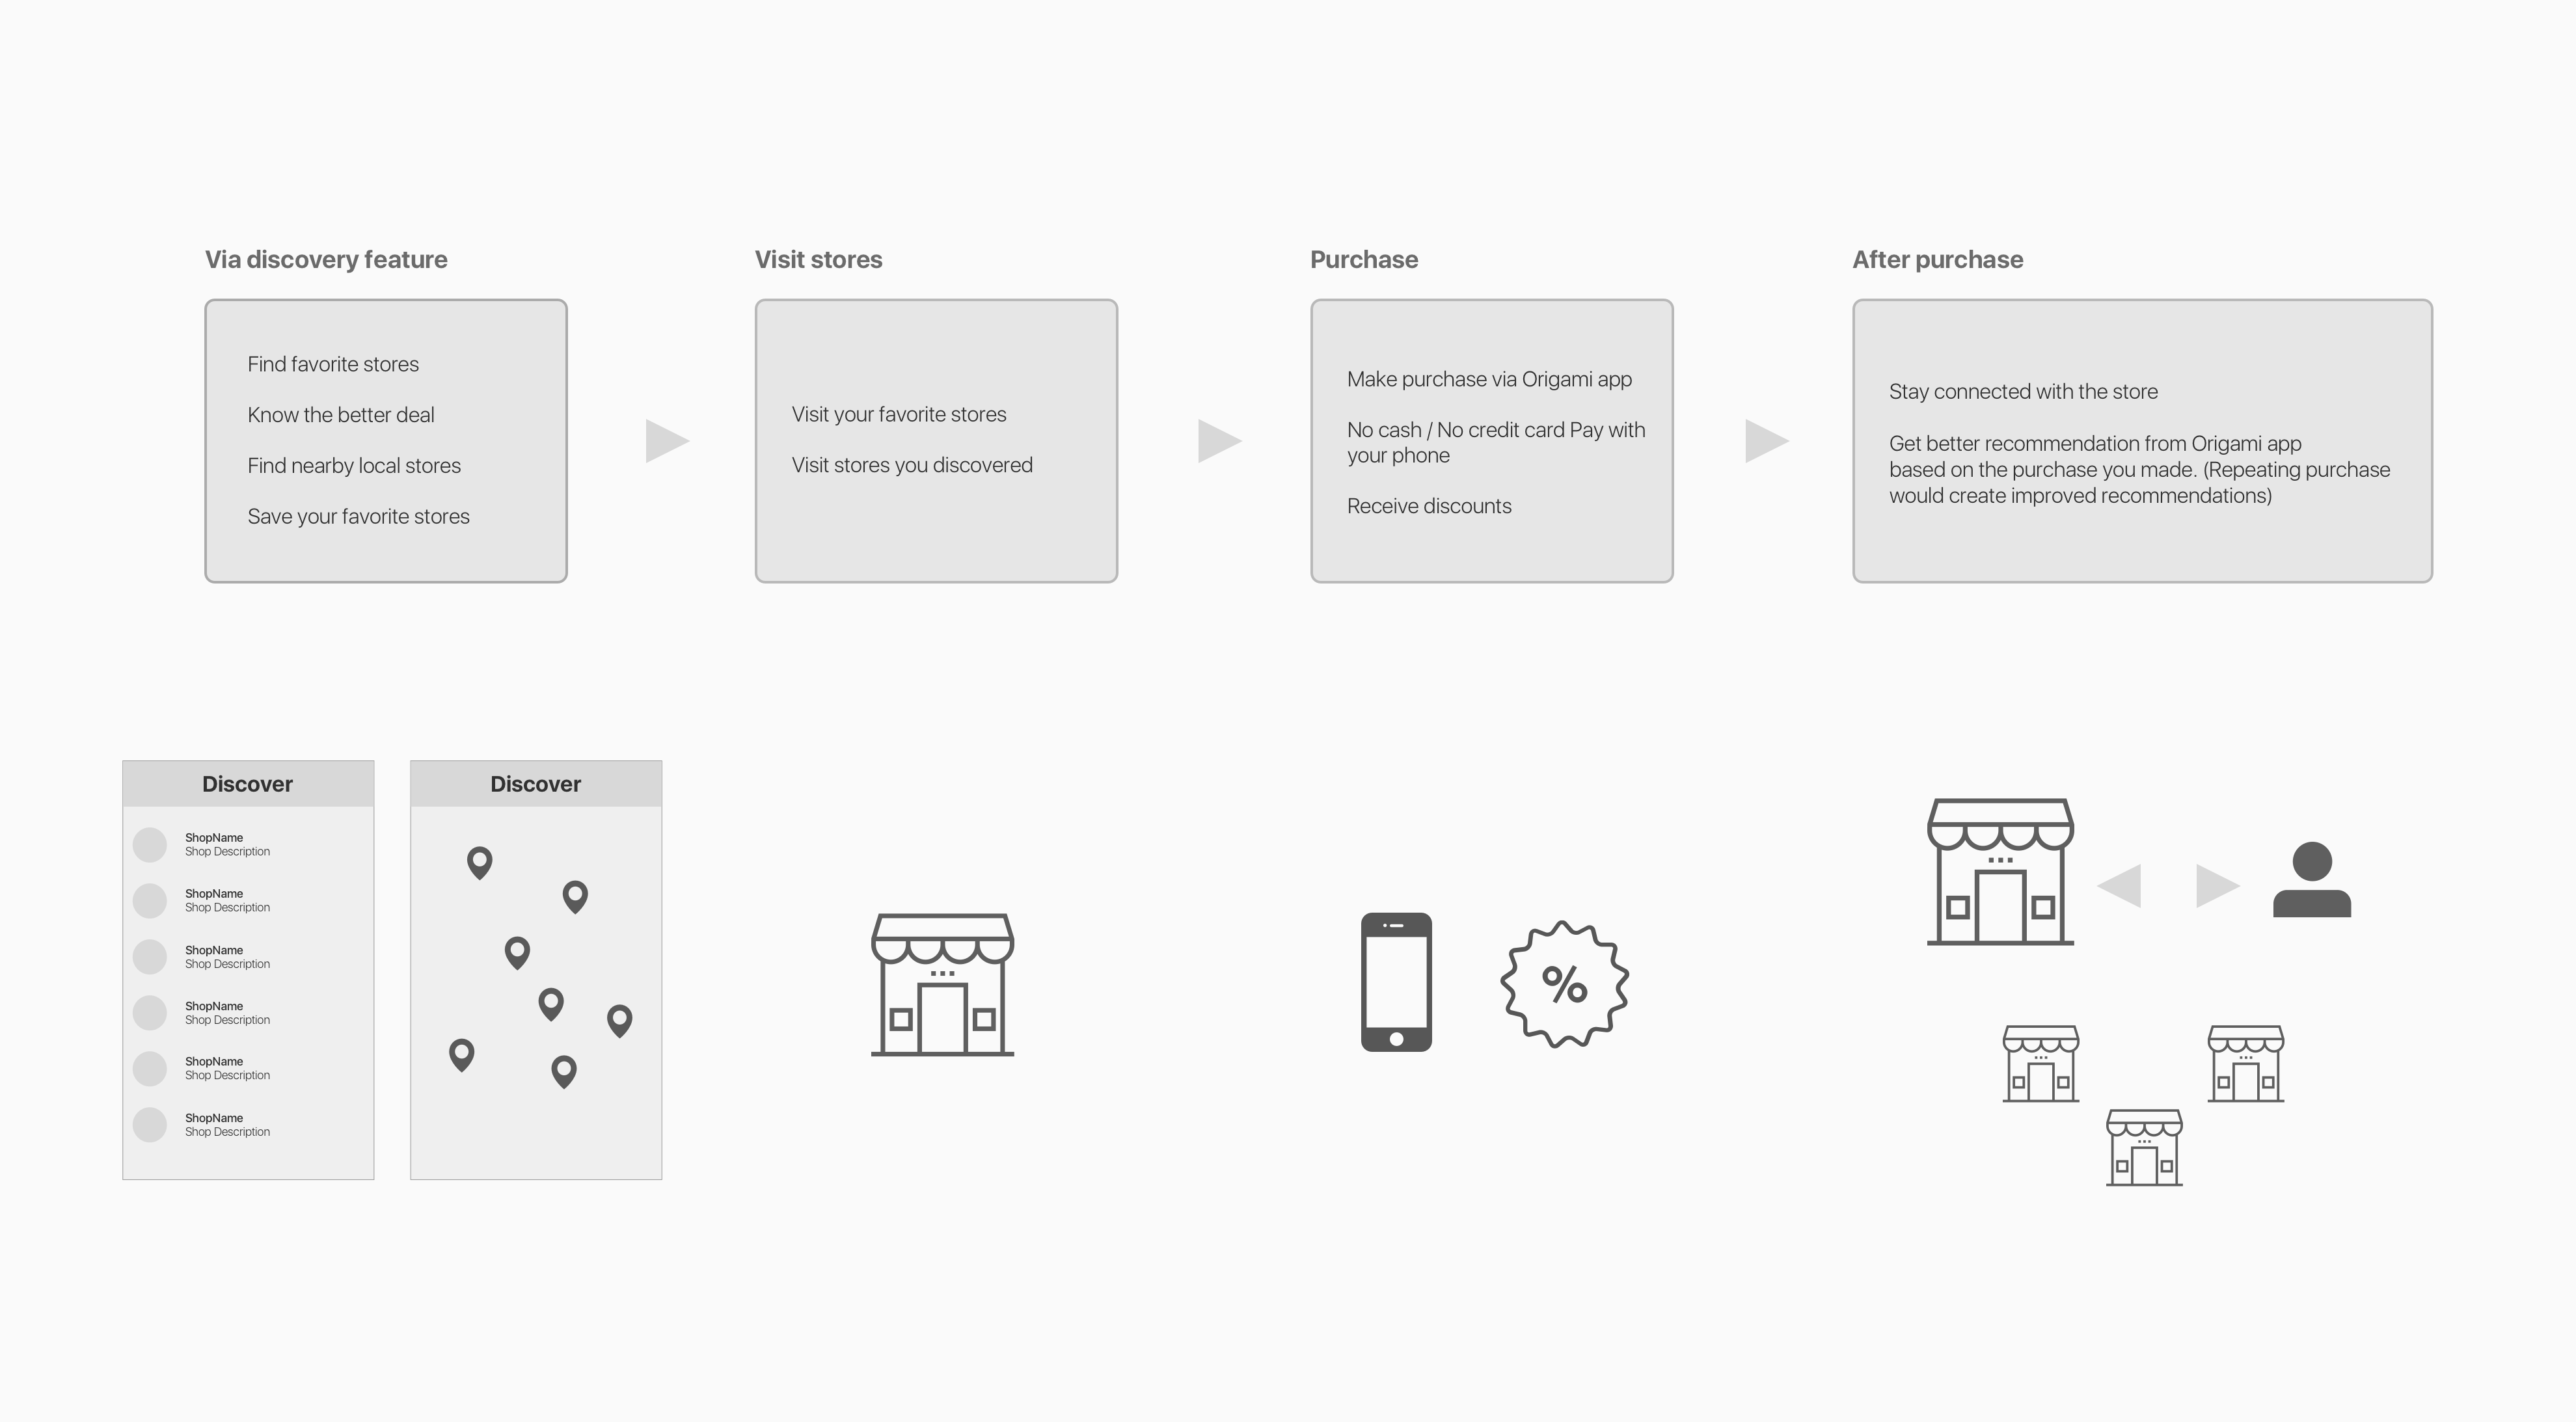 Via discovery feature
Find favorite stores
Know the better deal
Find nearby local stores
Save your favorite stores
Visit stores
Visit your favorite stores
Visit stores you discovered
Purchase
Make purchase via Origami app
No cash / No credit card Pay with
your phone
Receive discounts
After purchase
Stay connected with the store
Get better recommendation from Origami app
based on the purchase you made. (Repeating purchase
would create improved recommendations)
Discover
ShopName
Shop Description
ShopName
Shop Description
ShopName
Shop Description
ShopName
Shop Description
ShopName
Shop Description
ShopName
Shop Description
Discover
%